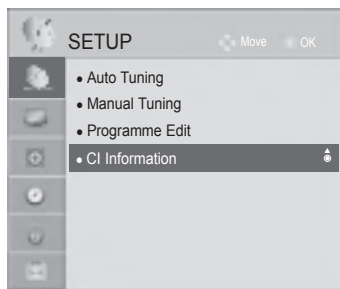 SETUP
Move OK
• Auto Tuning
• Manual Tuning
• Programme Edit
• CI Information